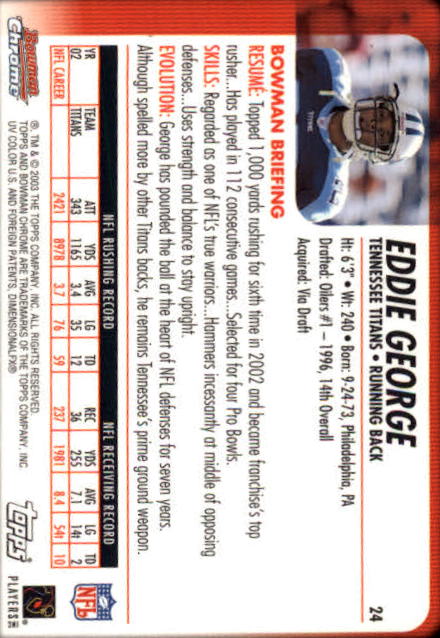 24
EDDIE GEORGE
TENNESSEE TITANS • RUNNING BACK
Ht: 6'3" • Wt: 240 • Born: 9-24-73, Philadelphia, PA
Drafted: Oilers #1 – 1996, 14th Overall
Acquired: Via Draft
BOWMAN BRIEFING
RESUME: Topped 1,000 yards rushing for sixth time in 2002 and became franchise's top
rusher...Has played in 112 consecutive games...Selected for four Pro Bowls.
SKILLS: Regarded as one of NFL's true warriors...Hammers incessantly at middle of opposing
defenses...Uses strength and balance to stay upright.
EVOLUTION: George has pounded the ball at the heart of NFL defenses for seven years.
Although spelled more by other Titans backs, he remains Tennessee's prime ground weapon.
NFL RUSHING RECORD NFL RECEIVING RECORD
YR TEAM ATT YDS AVG LG TD REC YDS AVG LG TD
02 TITANS 343 1165 3.4 35 12 36 255 7.1 14t 2
NFL CAREER 2421 8978 3.7 76 59 237 1981 8.4 54t 10
Bowman Chrome
®, TM & © 2003 THE TOPPS COMPANY, INC. ALL RIGHTS RESERVED.
TOPPS AND BOWMAN CHROME ARE TRADEMARKS OF THE TOPPS COMPANY, INC
UV COLOR U.S. AND FOREIGN PATENTS, DIMENSIONALFX®
Topps
NFL
PLAYERS INC